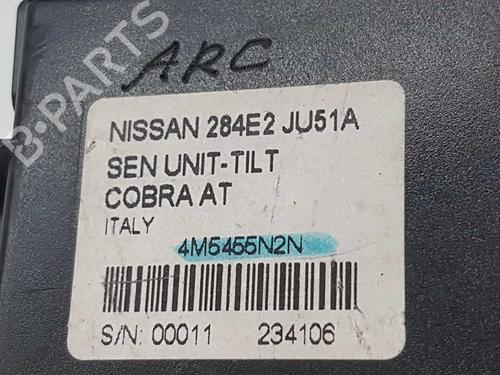 B-PARTS
ARC
NISSAN 284E2 JU51A
SEN UNIT-TILT
COBRA AT
ITALY
4M5455N2N
S/N: 00011 234106